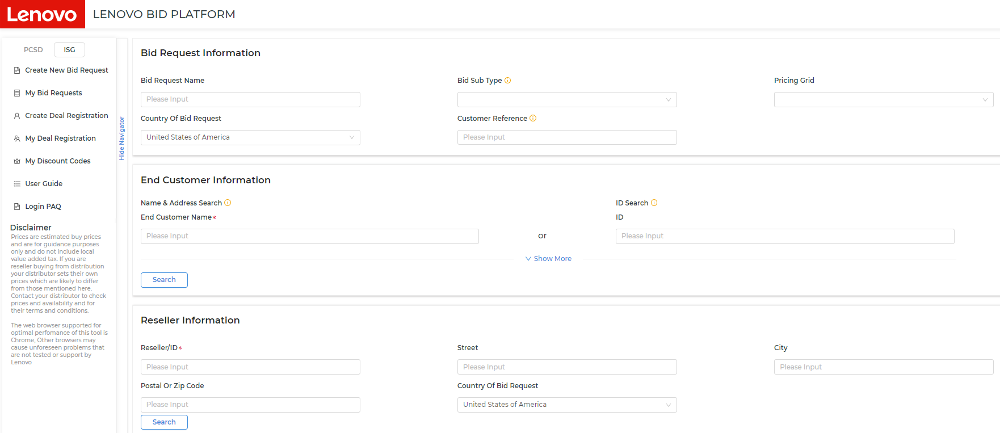 Lenovo
LENOVO BID PLATFORM
PCSD
ISG
Create New Bid Request
My Bid Requests
Create Deal Registration
My Deal Registration
My Discount Codes
User Guide
Login PAQ
Disclaimer
Prices are estimated buy prices
and are for guidance purposes
only and do not include local
value added tax. If you are
reseller buying from distribution
your distributor sets their own
prices which are likely to differ
from those mentioned here.
Contact your distributor to check
prices and availability and for
their terms and conditions.
The web browser supported for
optimal perfomance of this tool is
Chrome, Other browsers may
cause unforeseen problems that
are not tested or support by
Lenovo
Hide Navigator
Bid Request Information
Bid Request Name
Bid Sub Type
Pricing Grid
Please Input
Country Of Bid Request
Customer Reference
United States of America
Please Input
End Customer Information
Name & Address Search
ID Search
End Customer Name*
ID
Please Input
or
Please Input
Show More
Search
Reseller Information
Reseller/ID*
Street
City
Please Input
Please Input
Please Input
Postal Or Zip Code
Country Of Bid Request
Please Input
United States of America
Search